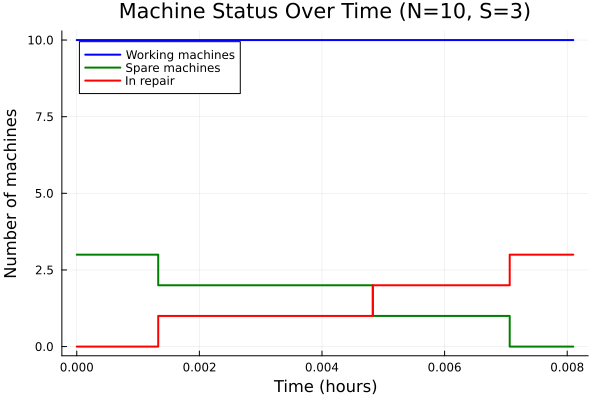 Machine Status Over Time (N=10, S=3)
Number of machines
10.0
7.5
5.0
2.5
0.0
Working machines
Spare machines
In repair
0.000
0.002
0.004
0.006
0.008
Time (hours)